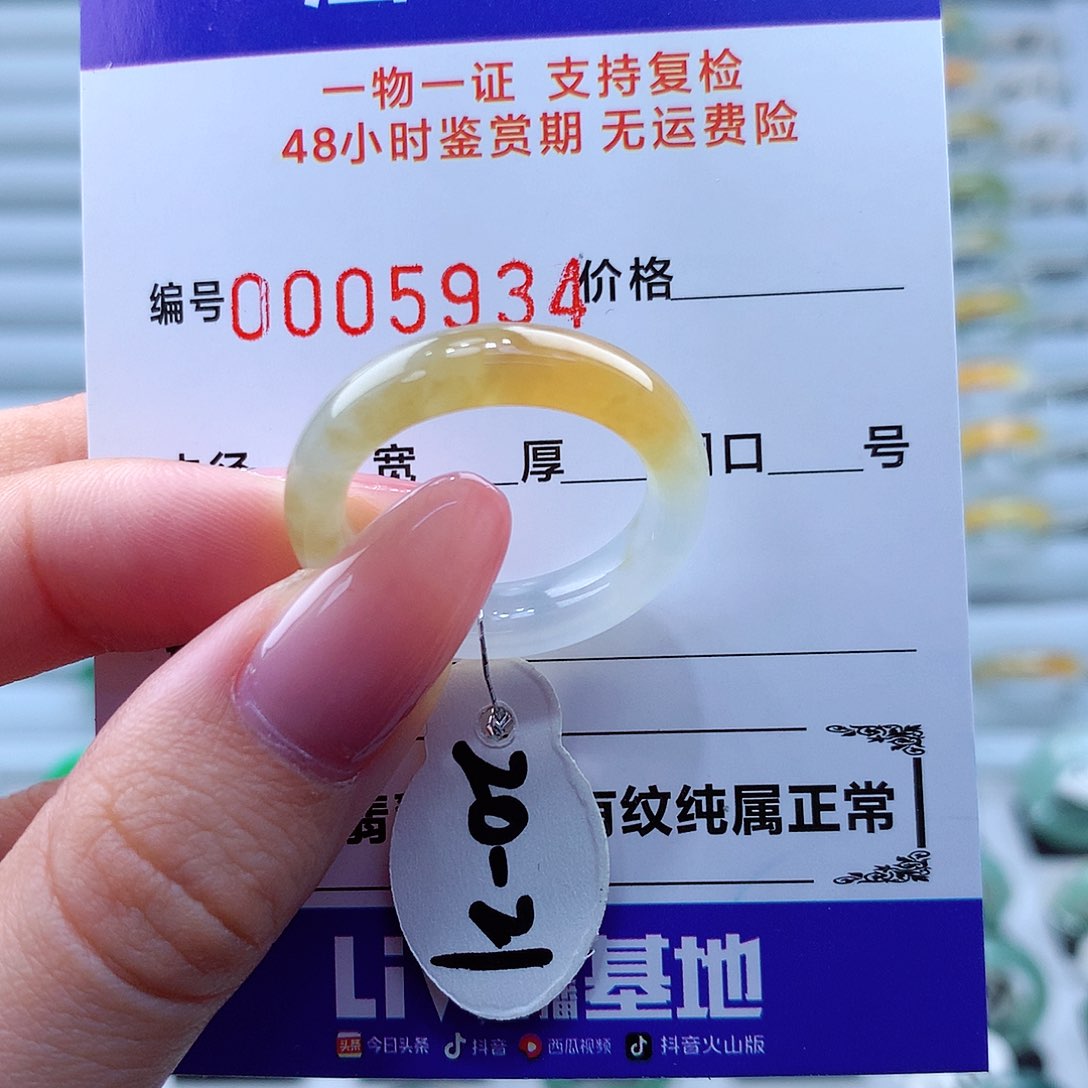 一物一证 支持复检
48小时鉴赏期 无运费险
编号0005934价格
宽 厚 口 号
有纹纯属正常
20-21
基地
今日头条 抖音 西瓜视频 抖音火山版